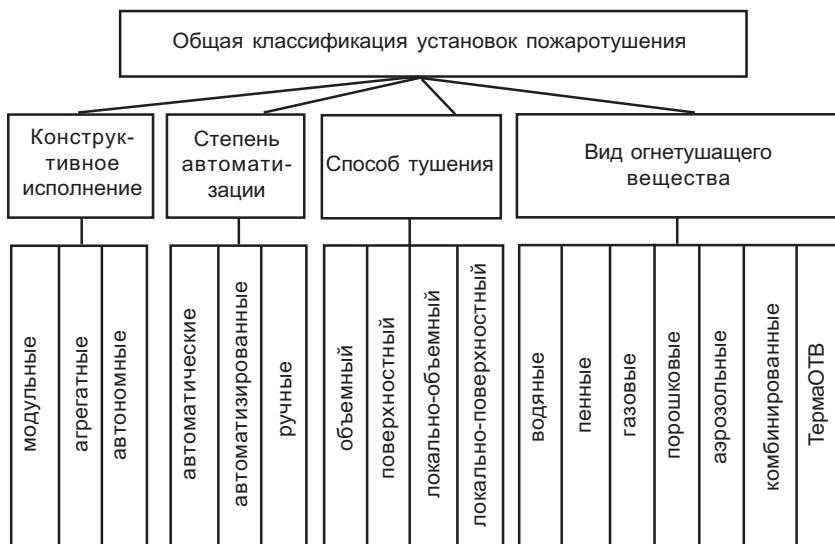 Общая классификация установок пожаротушения
Конструк-
тивное
исполнение
Степень
автомати-
зации
Способ тушения
Вид огнетушащего
вещества
модульные
агрегатные
автономные
автоматические
автоматизированные
ручные
объемный
поверхностный
локально-объемный
локально-поверхностный
водяные
пенные
газовые
порошковые
аэрозольные
комбинированные
ТермаОТВ